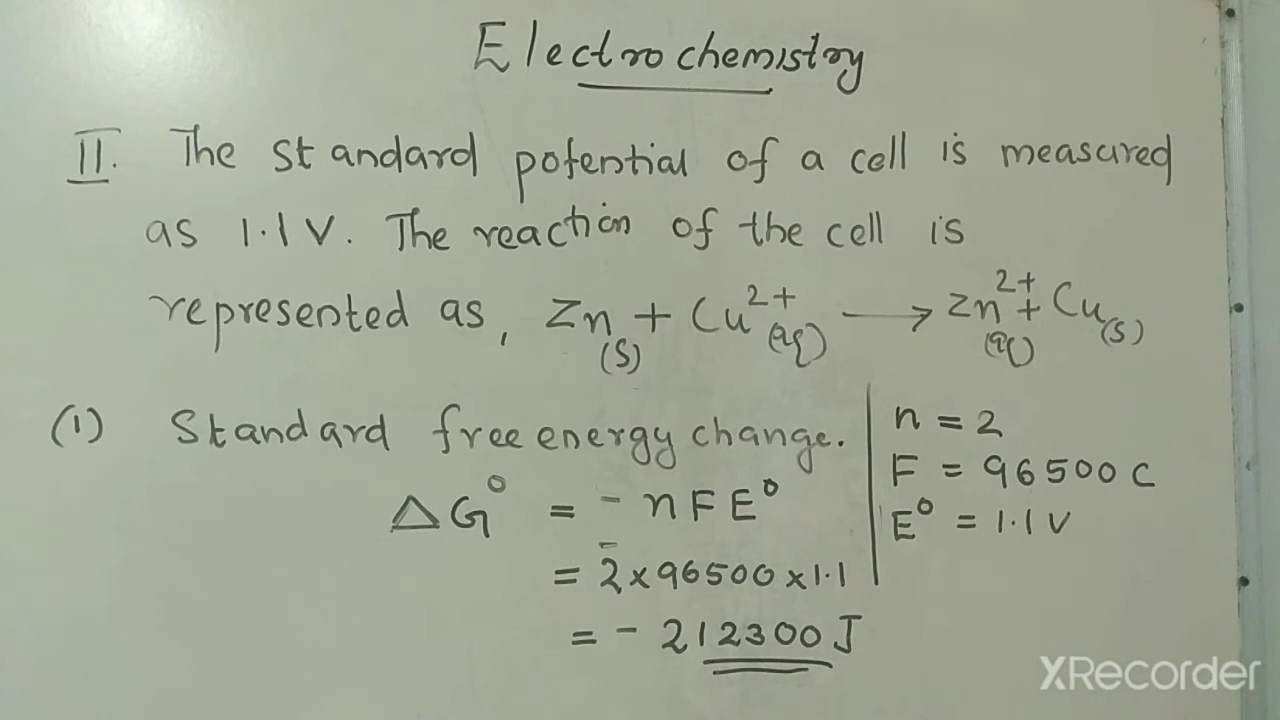 Electrochemistry
II. The standard potential of a cell is measured
as 1.1 V. The reaction of the cell is
represented as, Zn(s) + Cu²⁺(aq) ⟶ Zn²⁺(aq) + Cu(s)
(1) Standard free energy change.
ΔG° = -nFE°
= -2×96500×1.1
= -212300 J
n = 2
F = 96500 C
E° = 1.1 V
XRecorder